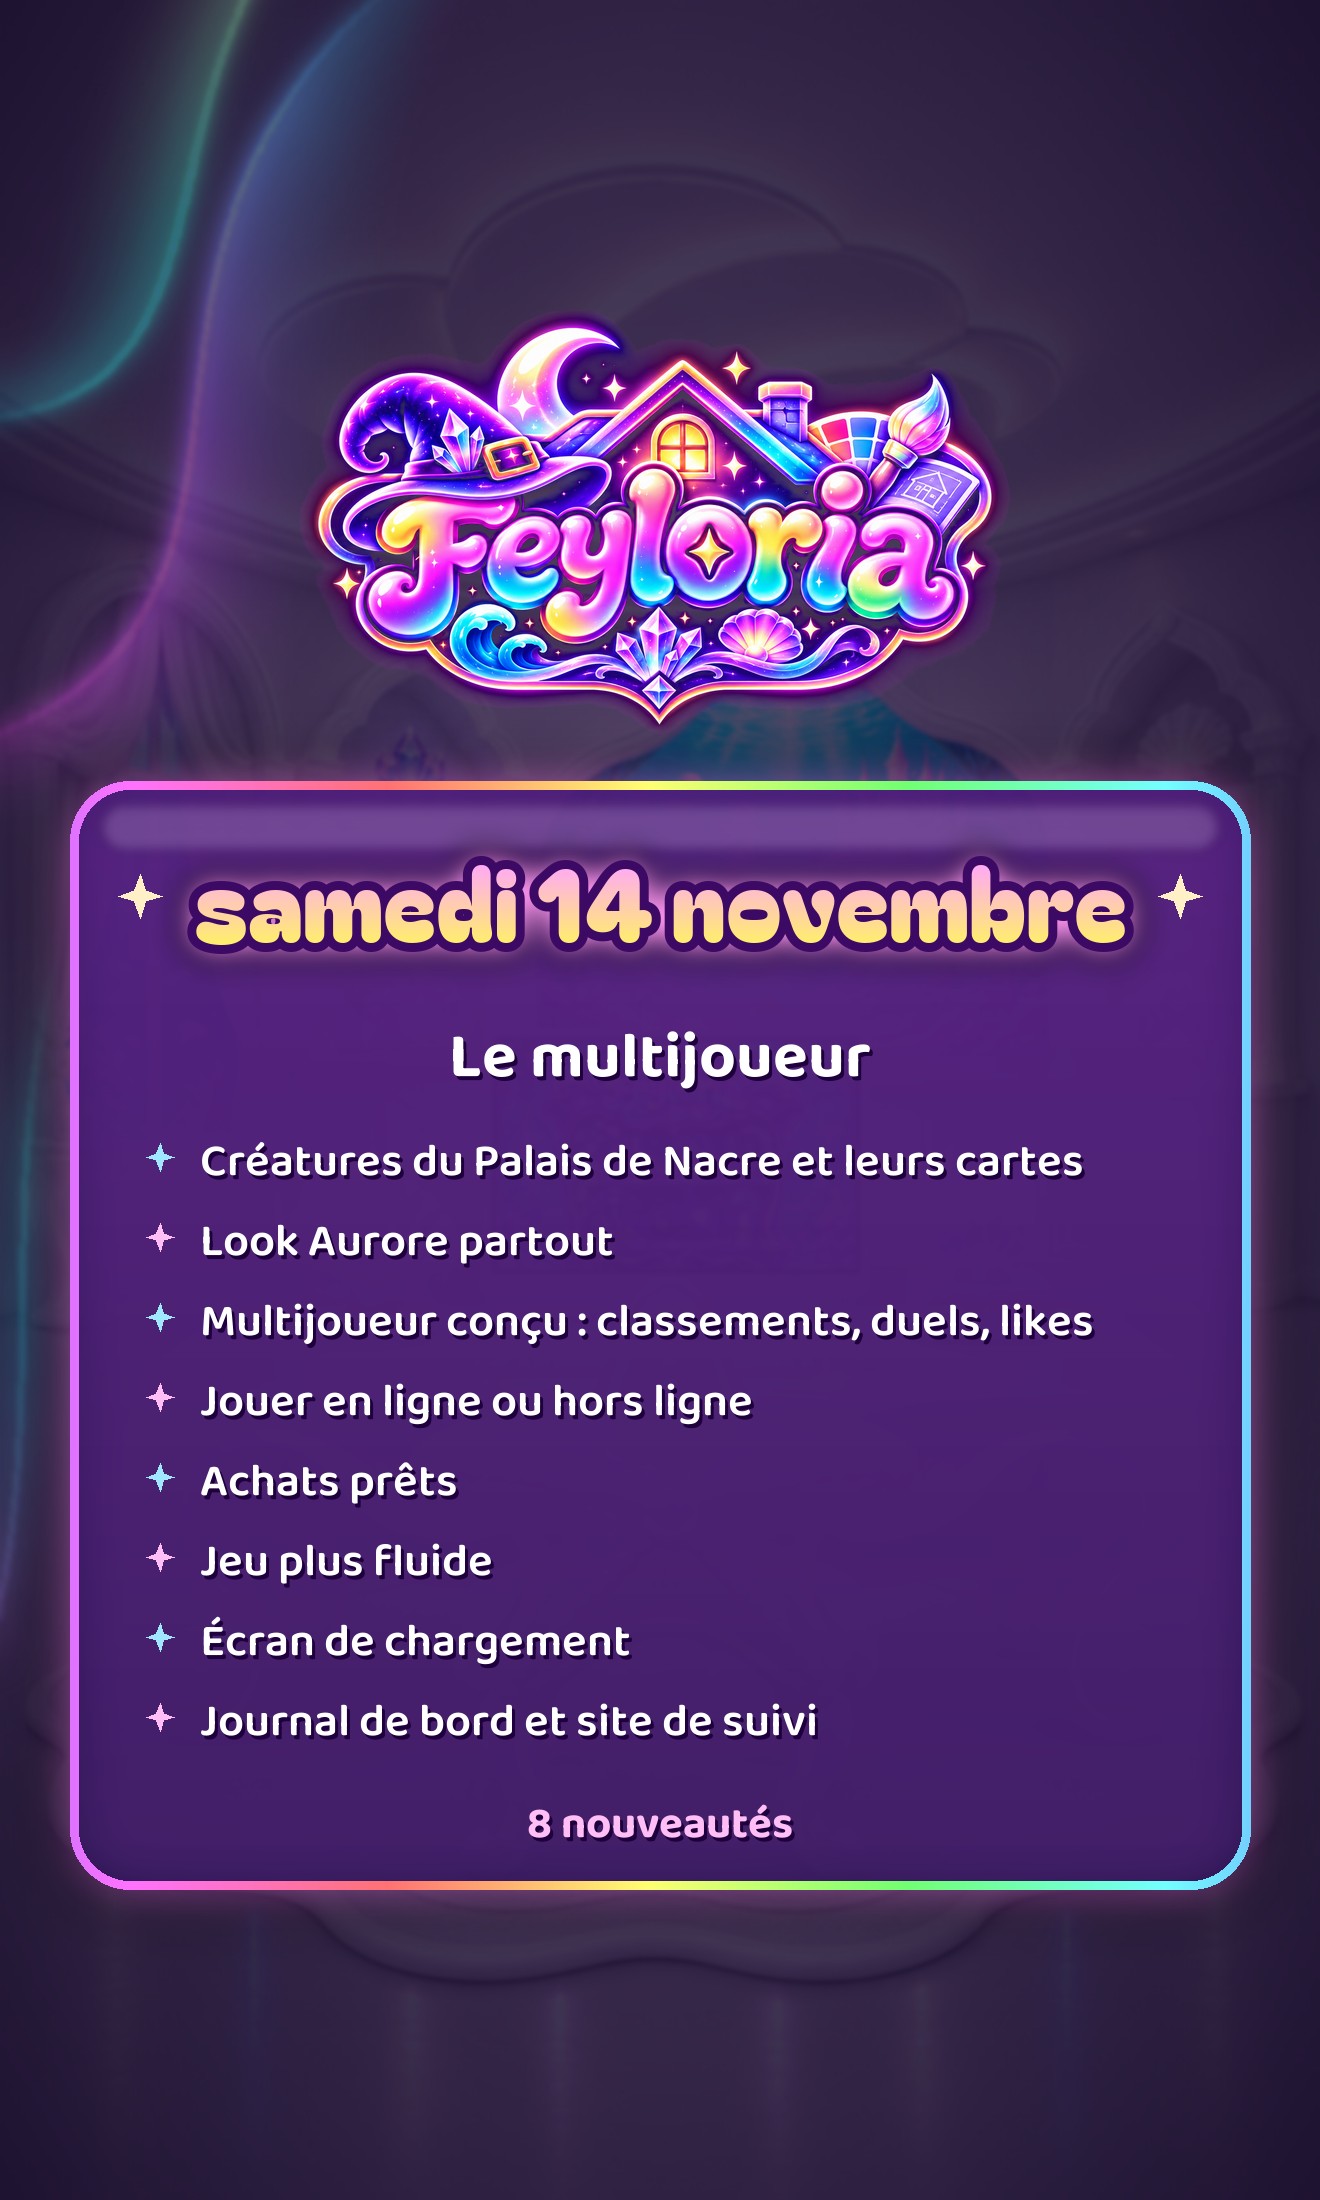 Feyloria
samedi 14 novembre
Le multijoueur
Créatures du Palais de Nacre et leurs cartes
Look Aurore partout
Multijoueur conçu : classements, duels, likes
Jouer en ligne ou hors ligne
Achats prêts
Jeu plus fluide
Écran de chargement
Journal de bord et site de suivi
8 nouveautés